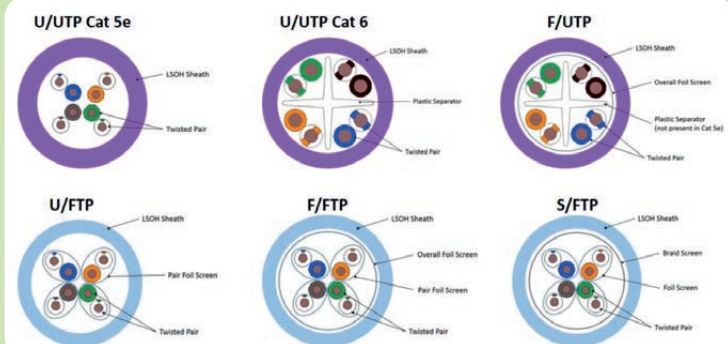 U/UTP Cat 5e
LSOH Sheath
Twisted Pair
U/UTP Cat 6
LSOH Sheath
Plastic Separator
Twisted Pair
F/UTP
LSOH Sheath
Overall Foil Screen
Plastic Separator
(not present in Cat 5e)
Twisted Pair
U/FTP
LSOH Sheath
Pair Foil Screen
Twisted Pair
F/FTP
LSOH Sheath
Overall Foil Screen
Pair Foil Screen
Twisted Pair
S/FTP
LSOH Sheath
Braid Screen
Foil Screen
Twisted Pair